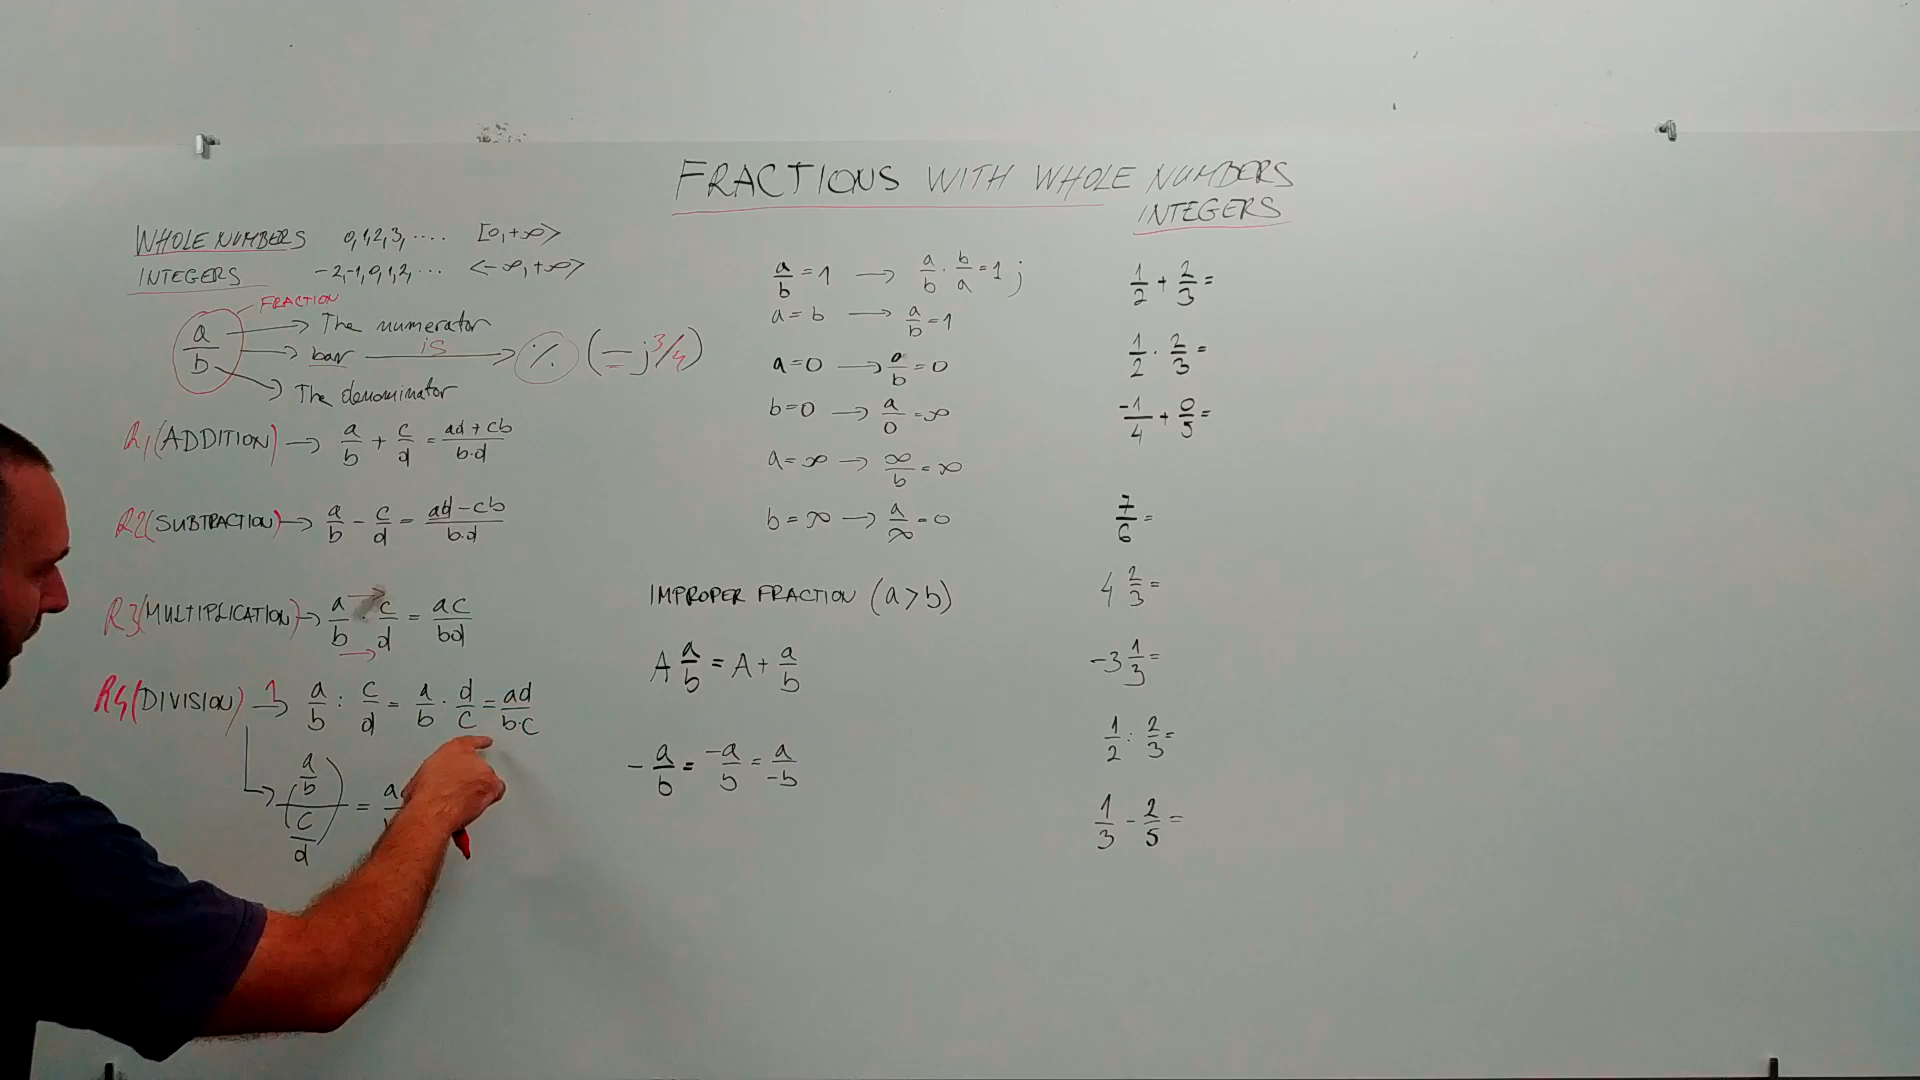 FRACTIONS WITH WHOLE NUMBERS
INTEGERS
WHOLE NUMBERS 0,1,2,3,.... [0,+∞>
INTEGERS -2,-1,0,1,2,... <-∞,+∞>
FRACTION
a/b
The numerator
bar is
The denominator
R1(ADDITION) → a/b + c/d = ad+cb/b·d
R2(SUBTRACTION) → a/b - c/d = ad-cb/b·d
R3(MULTIPLICATION) → a/b · c/d = ac/bd
R4(DIVISION) → a/b : c/d = a/b · d/c = ad/b·c
(a/b)/(c/d) =
a/b = 1 → a/b · b/a = 1 ;
a = b → a/b = 1
a=0 → 0/b = 0
b=0 → a/0 = ∞
a=∞ → ∞/b = ∞
b=∞ → a/∞ = 0
IMPROPER FRACTION (a>b)
A a/b = A + a/b
- a/b = -a/b = a/-b
1/2 + 2/3 =
1/2 · 2/3 =
-1/4 + 0/5 =
7/6 =
4 2/3 =
-3 1/3 =
1/2 : 2/3 =
1/3 - 2/5 =